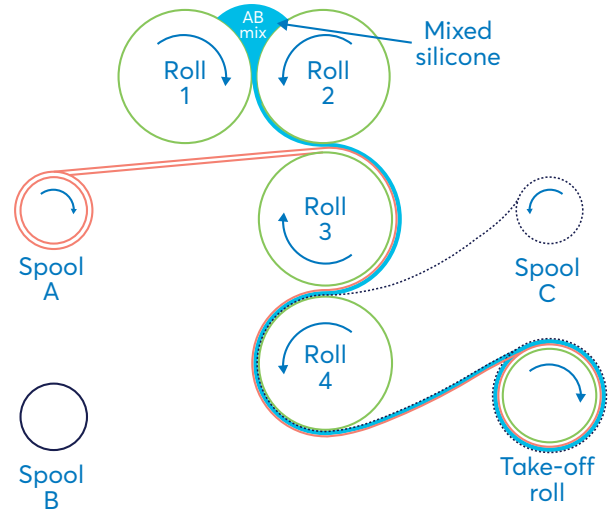 AB
mix
Mixed
silicone
Roll
1
Roll
2
Roll
3
Spool
A
Spool
C
Roll
4
Spool
B
Take-off
roll